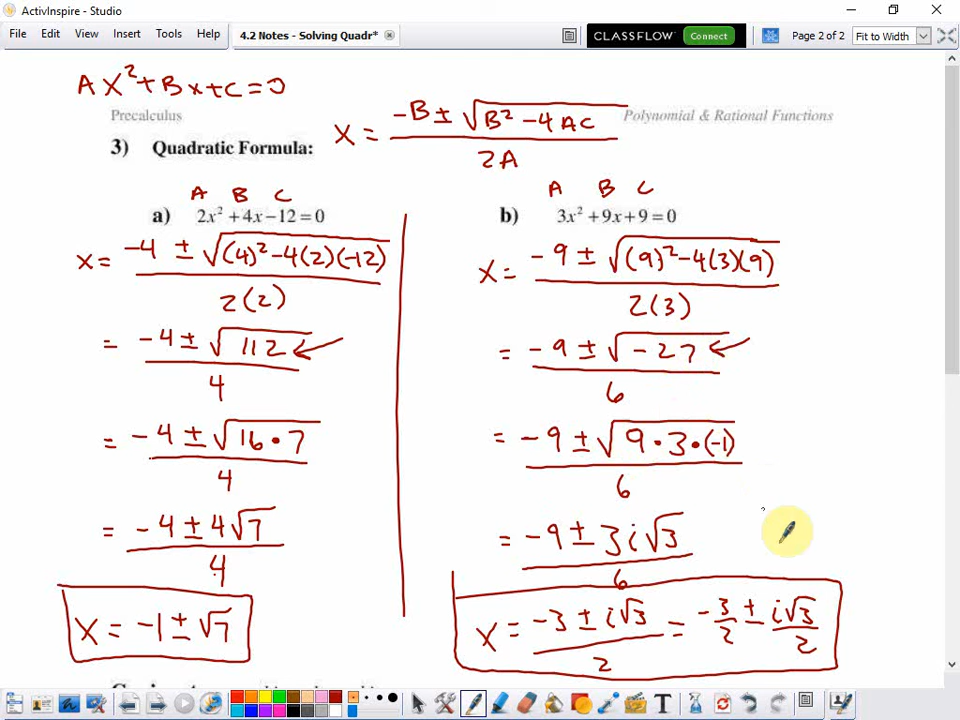 ActivInspire - Studio
File Edit View Insert Tools Help 4.2 Notes - Solving Quadr* CLASSFLOW Connect Page 2 of 2 Fit to Width
AX²+Bx+C=0
Precalculus
Polynomial & Rational Functions
X = (-B ± √(B² - 4AC)) / 2A
3) Quadratic Formula:
A B C
a) 2x² + 4x - 12 = 0
x = (-4 ± √((4)² - 4(2)(-12))) / 2(2)
= (-4 ± √112) / 4
= (-4 ± √(16 • 7)) / 4
= (-4 ± 4√7) / 4
X = -1 ± √7
A B C
b) 3x² + 9x + 9 = 0
X = (-9 ± √((9)² - 4(3)(9))) / 2(3)
= (-9 ± √(-27)) / 6
= (-9 ± √(9 • 3 • (-1))) / 6
= (-9 ± 3i√3) / 6
X = (-3 ± i√3) / 2 = -3/2 ± i√3/2